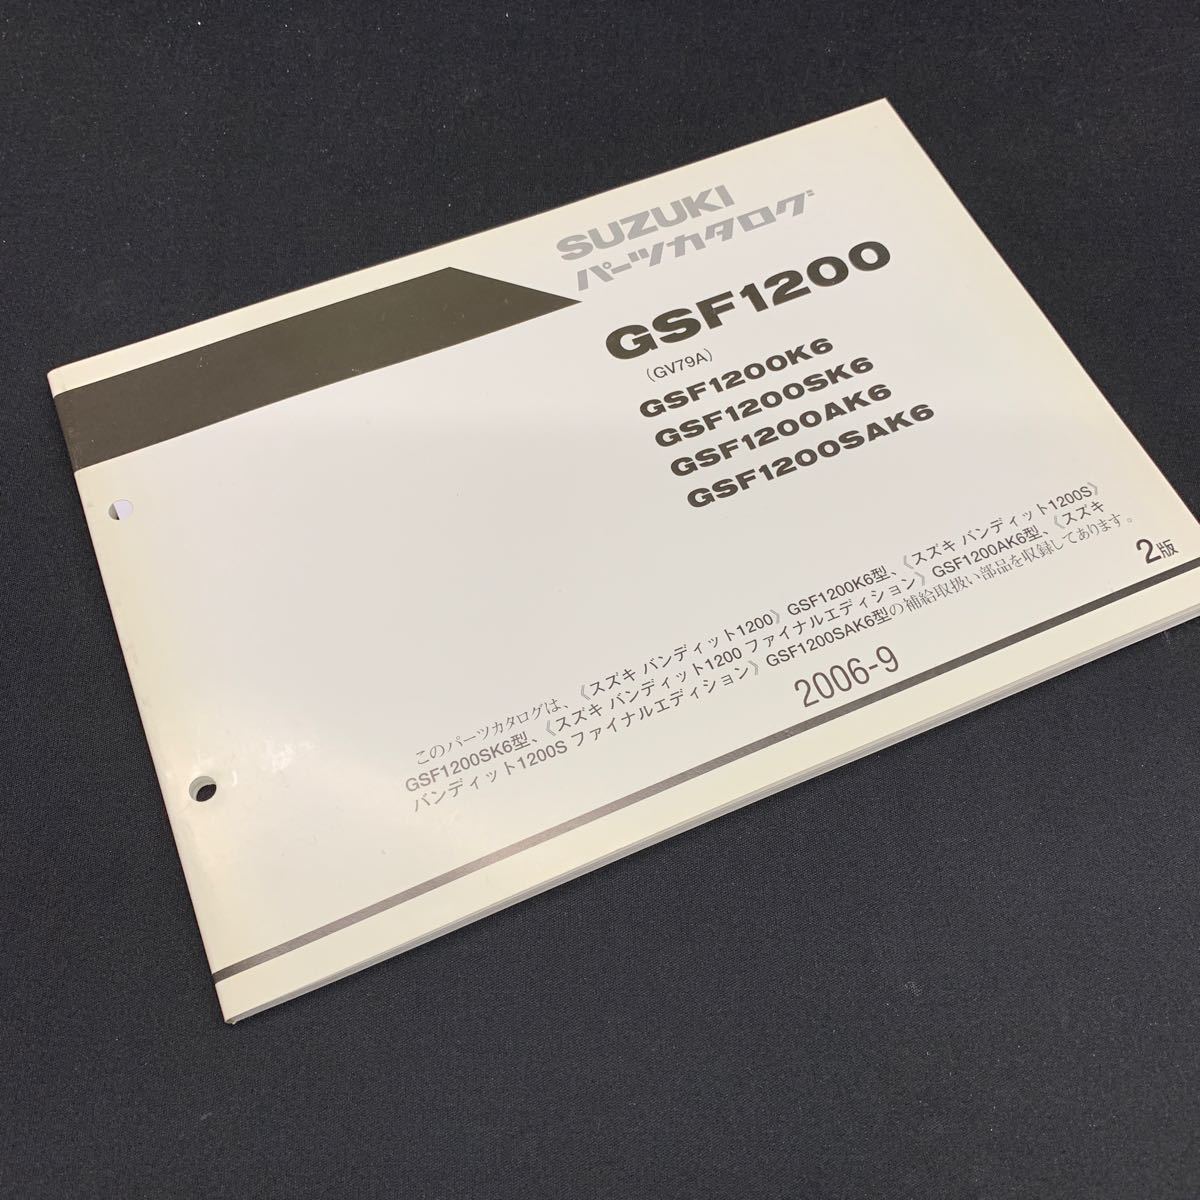 SUZUKI
パーツカタログ
GSF1200
(GV79A)
GSF1200K6
GSF1200SK6
GSF1200AK6
GSF1200SAK6
このパーツカタログは、《スズキ バンディット1200》GSF1200K6型、《スズキ バンディット1200S》
GSF1200SK6型、《スズキ バンディット1200 ファイナルエディション》GSF1200AK6型、《スズキ
バンディット1200S ファイナルエディション》GSF1200SAK6型の補給取扱い部品を収録してあります。
2版
2006-9